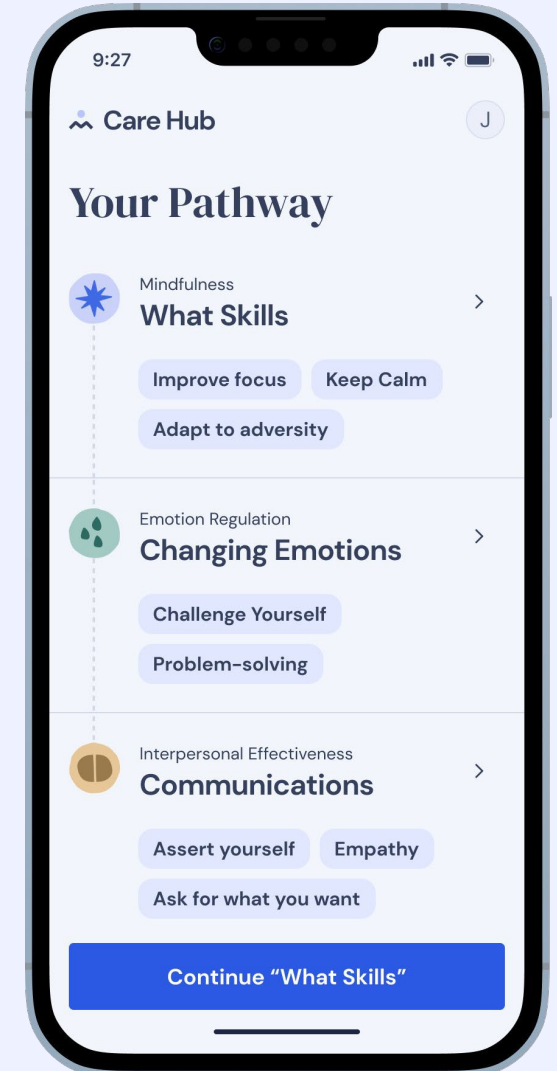 9:27
Care Hub
J
Your Pathway
Mindfulness
What Skills
Improve focus
Keep Calm
Adapt to adversity
Emotion Regulation
Changing Emotions
Challenge Yourself
Problem-solving
Interpersonal Effectiveness
Communications
Assert yourself
Empathy
Ask for what you want
Continue “What Skills”